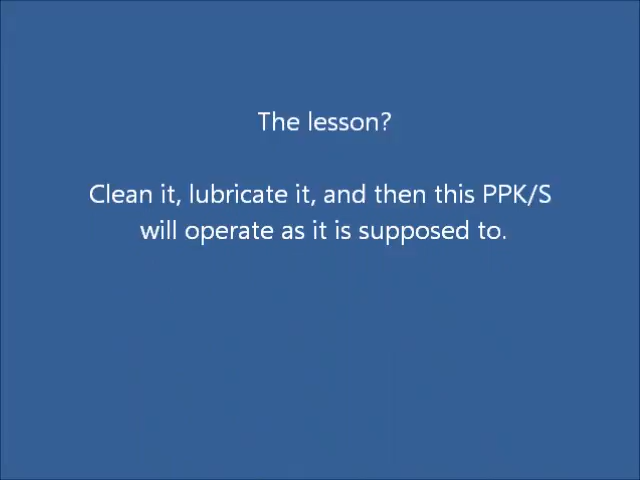 The lesson?
Clean it, lubricate it, and then this PPK/S
will operate as it is supposed to.